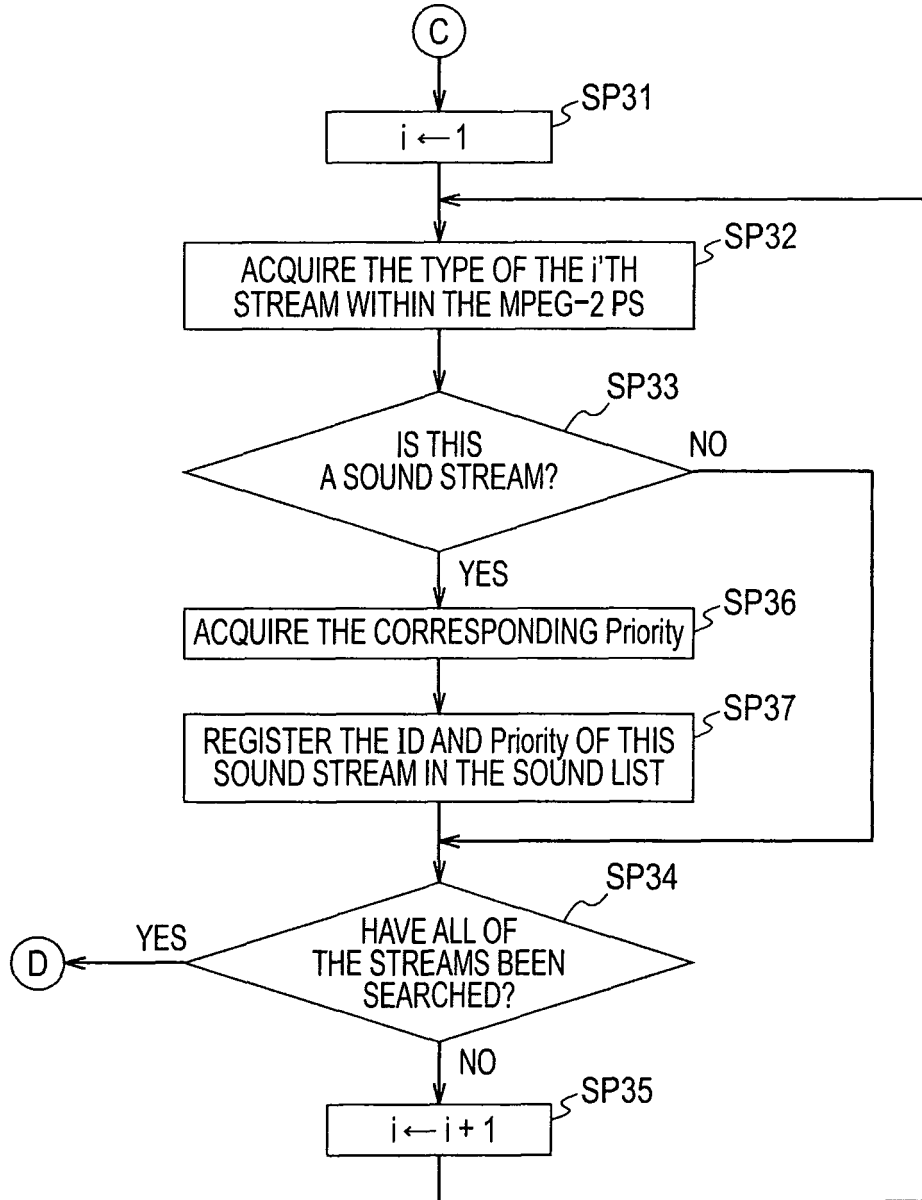 C
SP31
i ← 1
SP32
ACQUIRE THE TYPE OF THE i'TH
STREAM WITHIN THE MPEG-2 PS
SP33
IS THIS
A SOUND STREAM?
NO
YES
SP36
ACQUIRE THE CORRESPONDING Priority
SP37
REGISTER THE ID AND Priority OF THIS
SOUND STREAM IN THE SOUND LIST
SP34
HAVE ALL OF
THE STREAMS BEEN
SEARCHED?
YES
D
NO
SP35
i ← i + 1